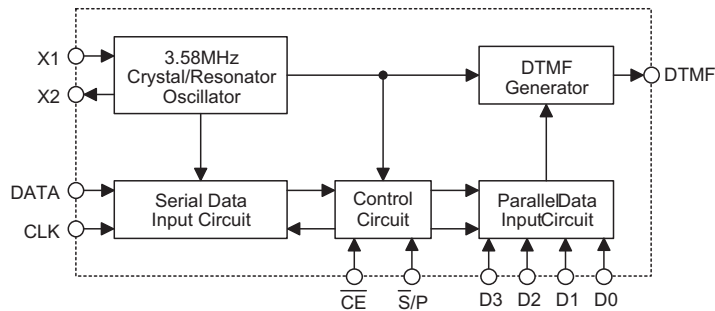 X1
X2
3.58MHz
Crystal/Resonator
Oscillator
DTMF
Generator
DTMF
DATA
CLK
Serial Data
Input Circuit
Control
Circuit
ParallelData
InputCircuit
C̅E̅
S̅/P
D3
D2
D1
D0